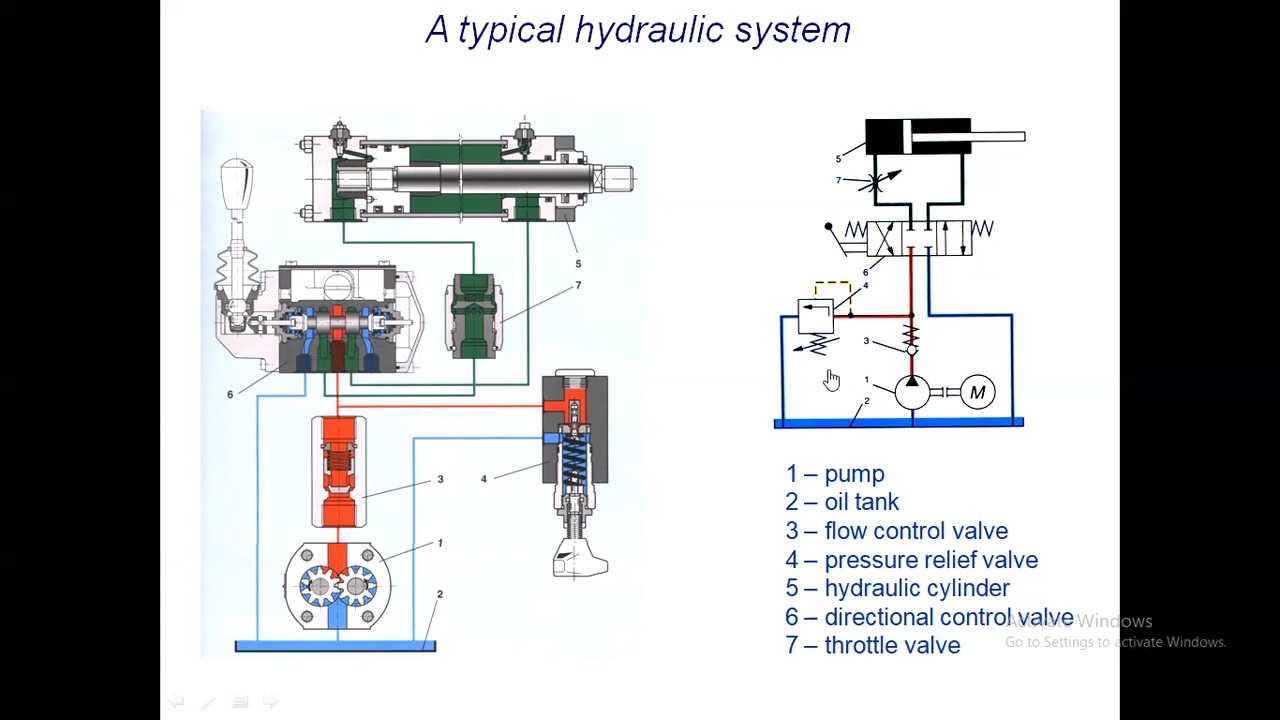 A typical hydraulic system
5
7
6
3
4
1
2
5
7
6
4
3
1
M
2
1 – pump
2 – oil tank
3 – flow control valve
4 – pressure relief valve
5 – hydraulic cylinder
6 – directional control valve
7 – throttle valve
Activate Windows
Go to Settings to activate Windows.